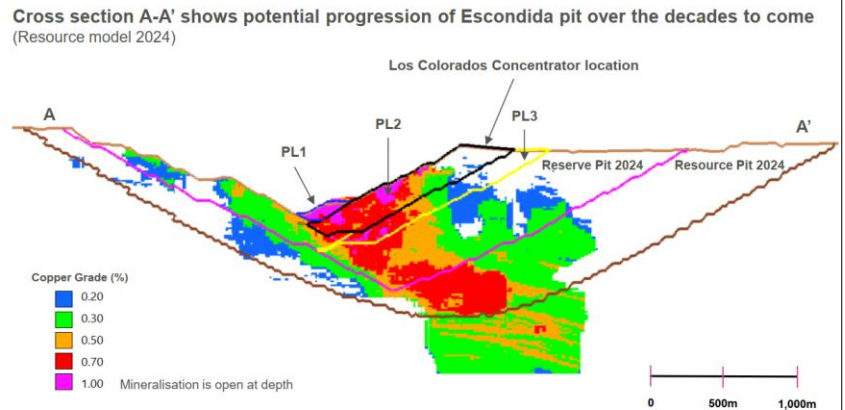 Cross section A-A’ shows potential progression of Escondida pit over the decades to come
(Resource model 2024)
Los Colorados Concentrator location
A
PL1
PL2
PL3
A’
Reserve Pit 2024
Resource Pit 2024
Copper Grade (%)
0.20
0.30
0.50
0.70
1.00
Mineralisation is open at depth
0
500m
1,000m